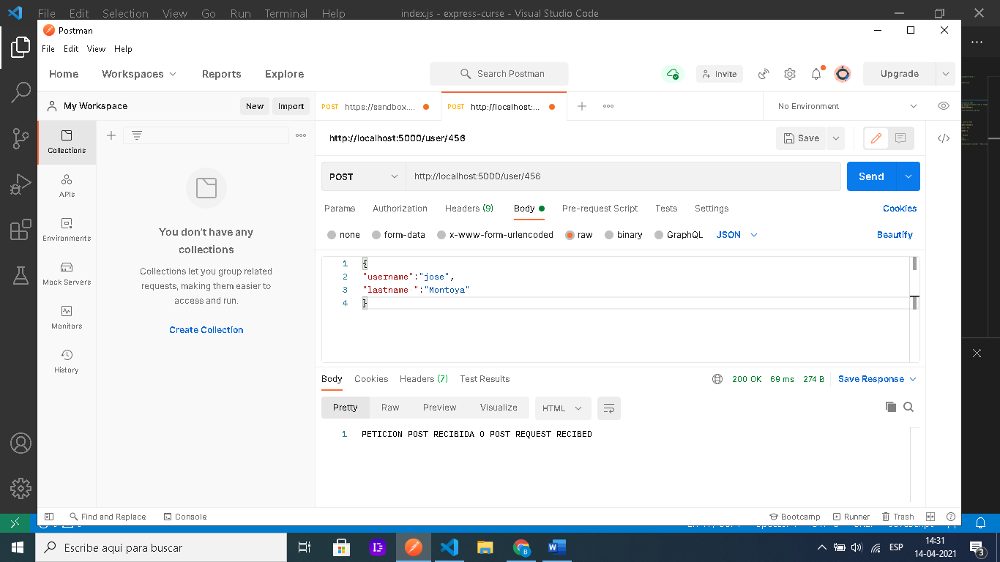 File Edit Selection View Go Run Terminal Help index.js - express-curse - Visual Studio Code
Postman
File Edit View Help
Home Workspaces Reports Explore Search Postman Invite Upgrade
My Workspace New Import POST https://sandbox.... POST http://localhost:... No Environment
Collections
APIs
Environments
Mock Servers
Monitors
History
You don't have any
collections
Collections let you group related
requests, making them easier to
access and run.
Create Collection
http://localhost:5000/user/456 Save
POST http://localhost:5000/user/456 Send
Params Authorization Headers (9) Body Pre-request Script Tests Settings Cookies
none form-data x-www-form-urlencoded raw binary GraphQL JSON Beautify
1 {
2 "username":"jose",
3 "lastname ":"Montoya"
4 }
Body Cookies Headers (7) Test Results 200 OK 69 ms 274 B Save Response
Pretty Raw Preview Visualize HTML
1 PETICION POST RECIBIDA O POST REQUEST RECIBED
Find and Replace Console Bootcamp Runner Trash
Escribe aquí para buscar ESP 14:31
14-04-2021 3